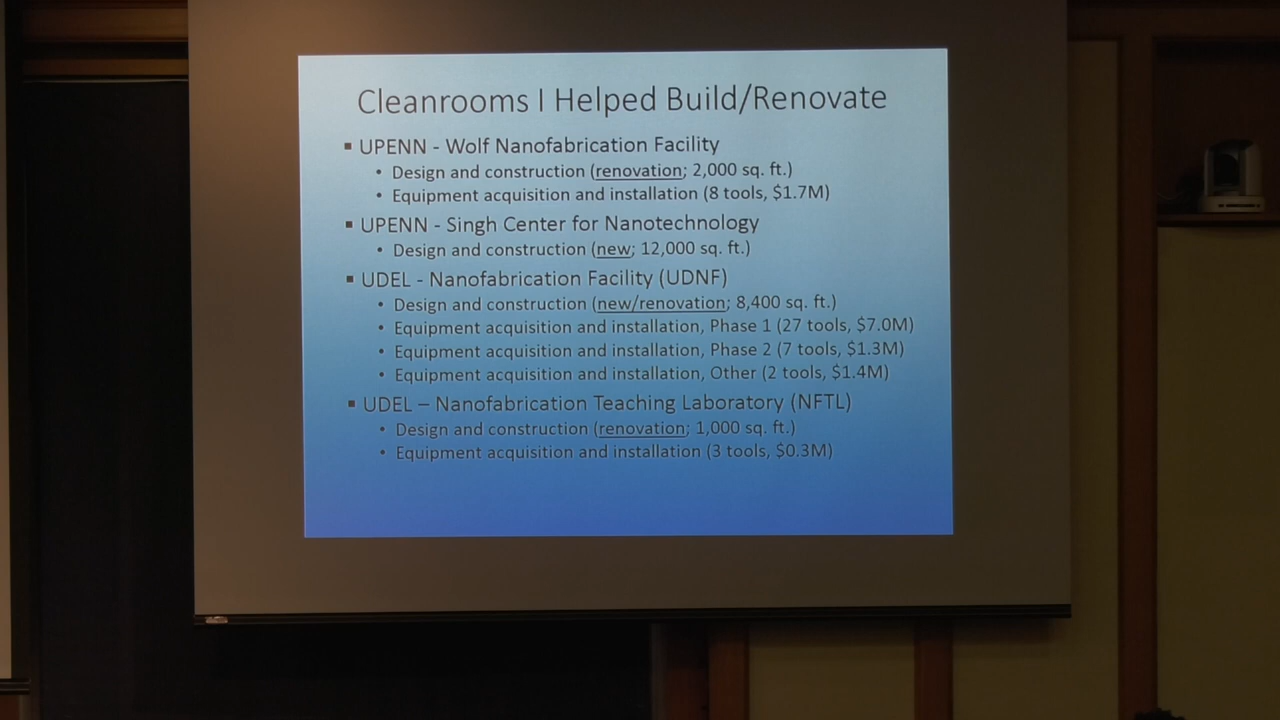 Cleanrooms I Helped Build/Renovate
▪ UPENN - Wolf Nanofabrication Facility
• Design and construction (renovation; 2,000 sq. ft.)
• Equipment acquisition and installation (8 tools, $1.7M)
▪ UPENN - Singh Center for Nanotechnology
• Design and construction (new; 12,000 sq. ft.)
▪ UDEL - Nanofabrication Facility (UDNF)
• Design and construction (new/renovation; 8,400 sq. ft.)
• Equipment acquisition and installation, Phase 1 (27 tools, $7.0M)
• Equipment acquisition and installation, Phase 2 (7 tools, $1.3M)
• Equipment acquisition and installation, Other (2 tools, $1.4M)
▪ UDEL – Nanofabrication Teaching Laboratory (NFTL)
• Design and construction (renovation; 1,000 sq. ft.)
• Equipment acquisition and installation (3 tools, $0.3M)